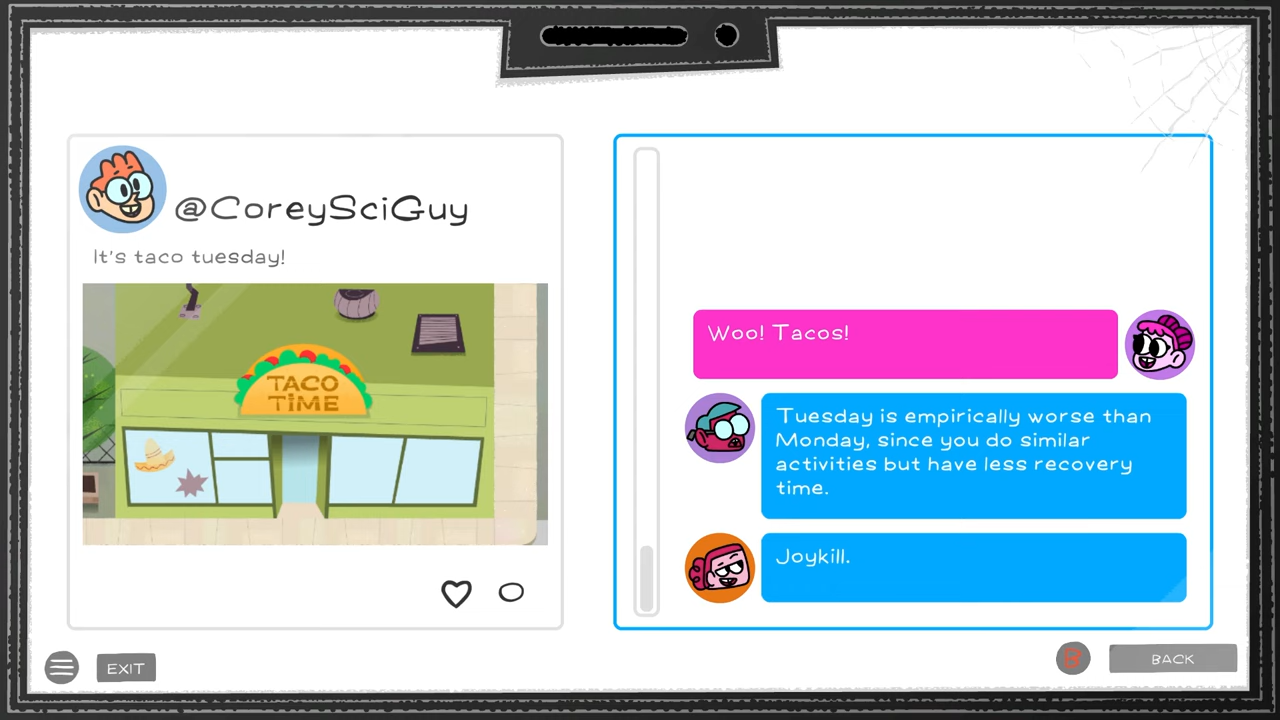 @CoreySciGuy
It's taco tuesday!
TACO
TIME
Woo! Tacos!
Tuesday is empirically worse than
Monday, since you do similar
activities but have less recovery
time.
Joykill.
EXIT
B
BACK